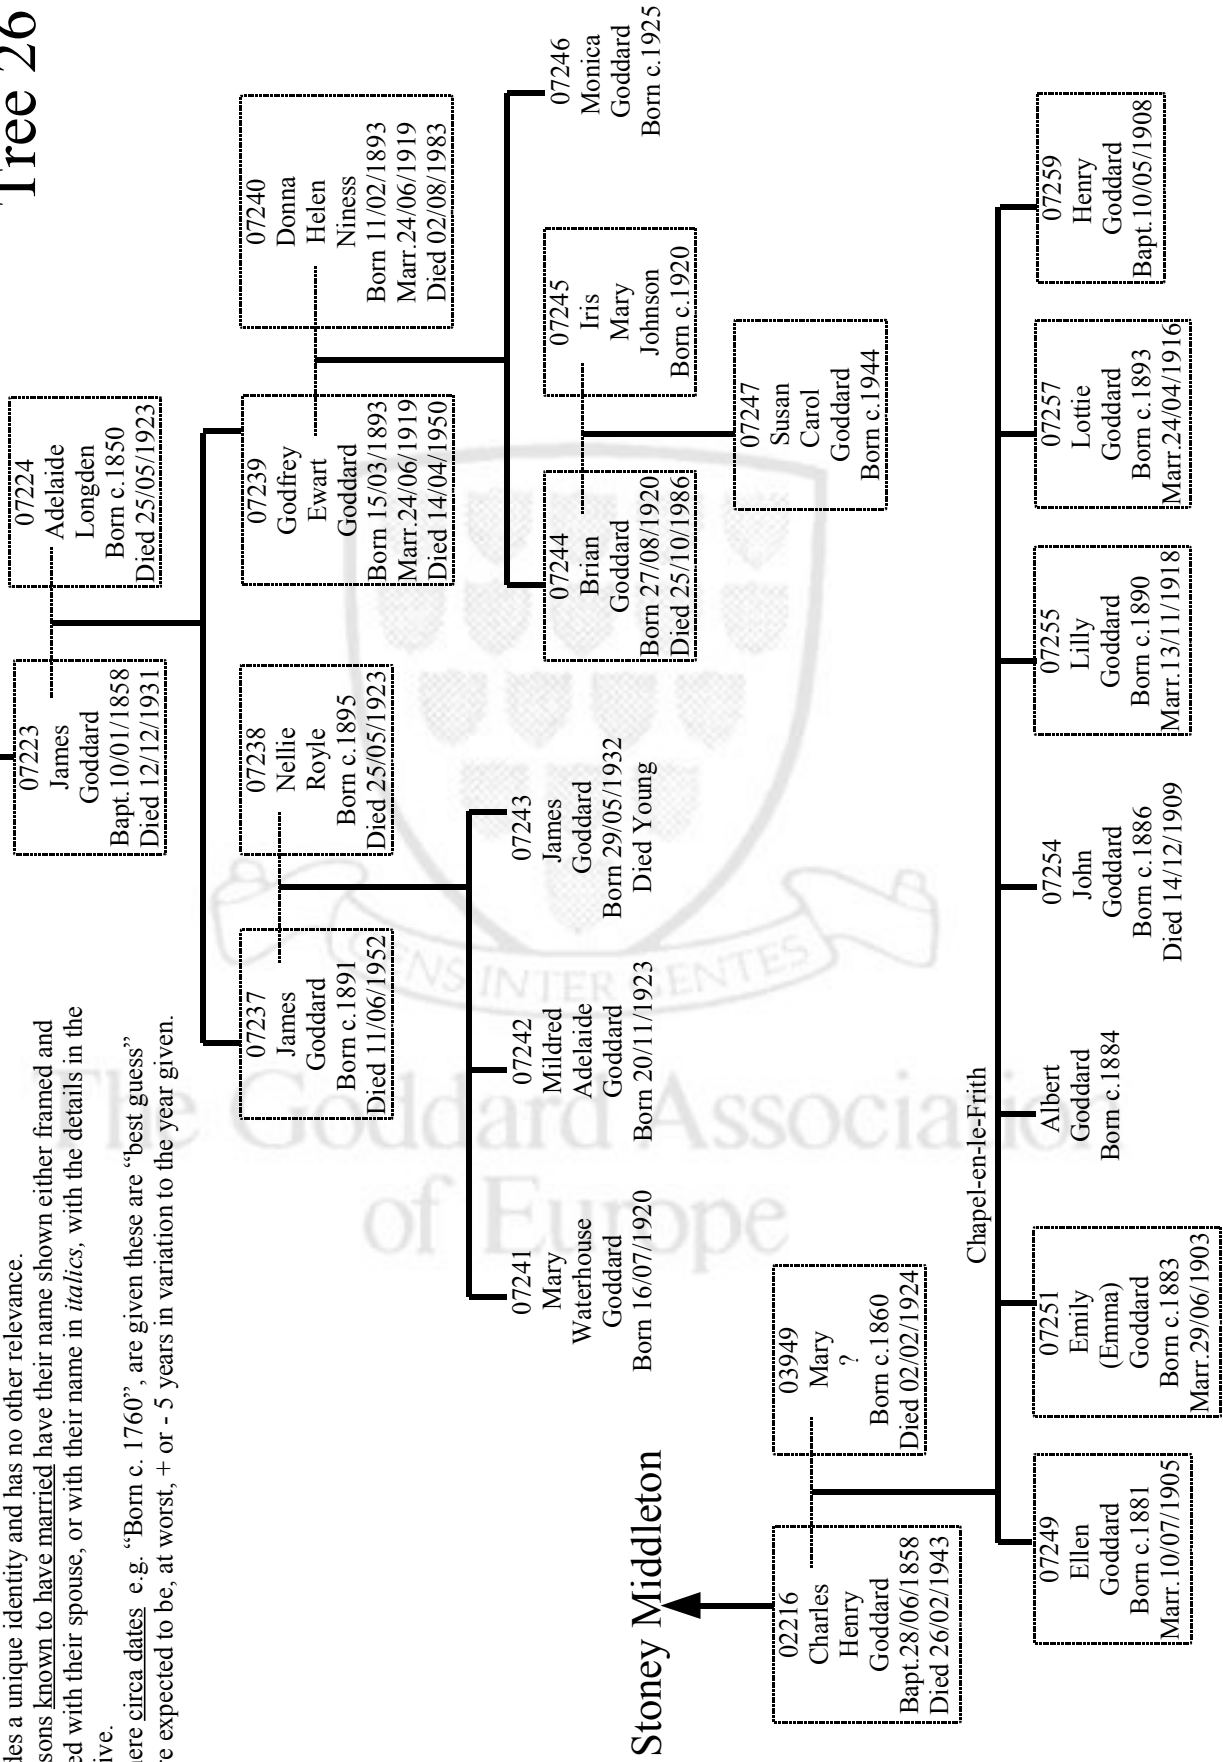 Tree 26
des a unique identity and has no other relevance.
sons known to have married have their name shown either framed and
ed with their spouse, or with their name in italics, with the details in the
ive.
ere circa dates e.g. “Born c. 1760”, are given these are “best guess”
re expected to be, at worst, + or - 5 years in variation to the year given.
07223
James
Goddard
Bapt.10/01/1858
Died 12/12/1931
07224
Adelaide
Longden
Born c.1850
Died 25/05/1923
07237
James
Goddard
Born c.1891
Died 11/06/1952
07238
Nellie
Royle
Born c.1895
Died 25/05/1923
07239
Godfrey
Ewart
Goddard
Born 15/03/1893
Marr.24/06/1919
Died 14/04/1950
07240
Donna
Helen
Niness
Born 11/02/1893
Marr.24/06/1919
Died 02/08/1983
07241
Mary
Waterhouse
Goddard
Born 16/07/1920
07242
Mildred
Adelaide
Goddard
Born 20/11/1923
07243
James
Goddard
Born 29/05/1932
Died Young
07244
Brian
Goddard
Born 27/08/1920
Died 25/10/1986
07245
Iris
Mary
Johnson
Born c.1920
07246
Monica
Goddard
Born c.1925
07247
Susan
Carol
Goddard
Born c.1944
Stoney Middleton
02216
Charles
Henry
Goddard
Bapt.28/06/1858
Died 26/02/1943
03949
Mary
?
Born c.1860
Died 02/02/1924
Chapel-en-le-Frith
07249
Ellen
Goddard
Born c.1881
Marr.10/07/1905
07251
Emily
(Emma)
Goddard
Born c.1883
Marr.29/06/1903
Albert
Goddard
Born c.1884
07254
John
Goddard
Born c.1886
Died 14/12/1909
07255
Lilly
Goddard
Born c.1890
Marr.13/11/1918
07257
Lottie
Goddard
Born c.1893
Marr.24/04/1916
07259
Henry
Goddard
Bapt.10/05/1908
GENS INTER GENTES
The Goddard Association
of Europe